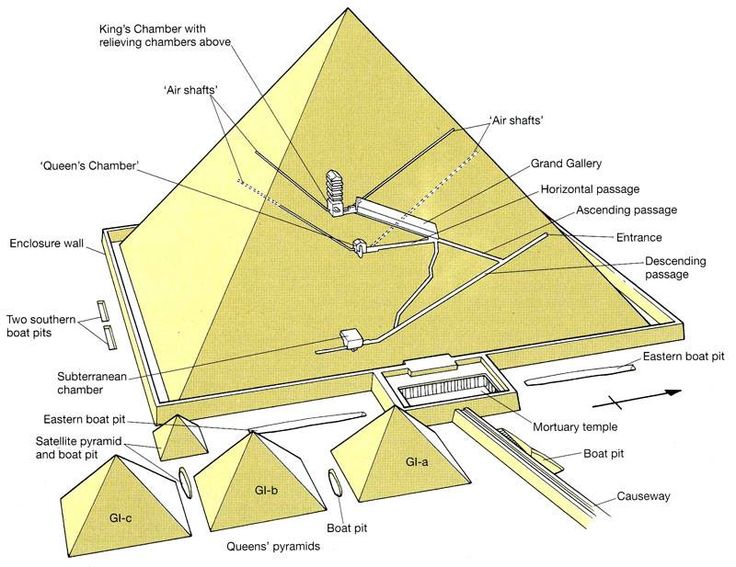 King's Chamber with
relieving chambers above
'Air shafts'
'Air shafts'
'Queen's Chamber'
Grand Gallery
Horizontal passage
Ascending passage
Entrance
Enclosure wall
Descending
passage
Two southern
boat pits
Eastern boat pit
Subterranean
chamber
Eastern boat pit
Mortuary temple
Satellite pyramid
and boat pit
Boat pit
GI-a
GI-b
GI-c
Causeway
Boat pit
Queens' pyramids